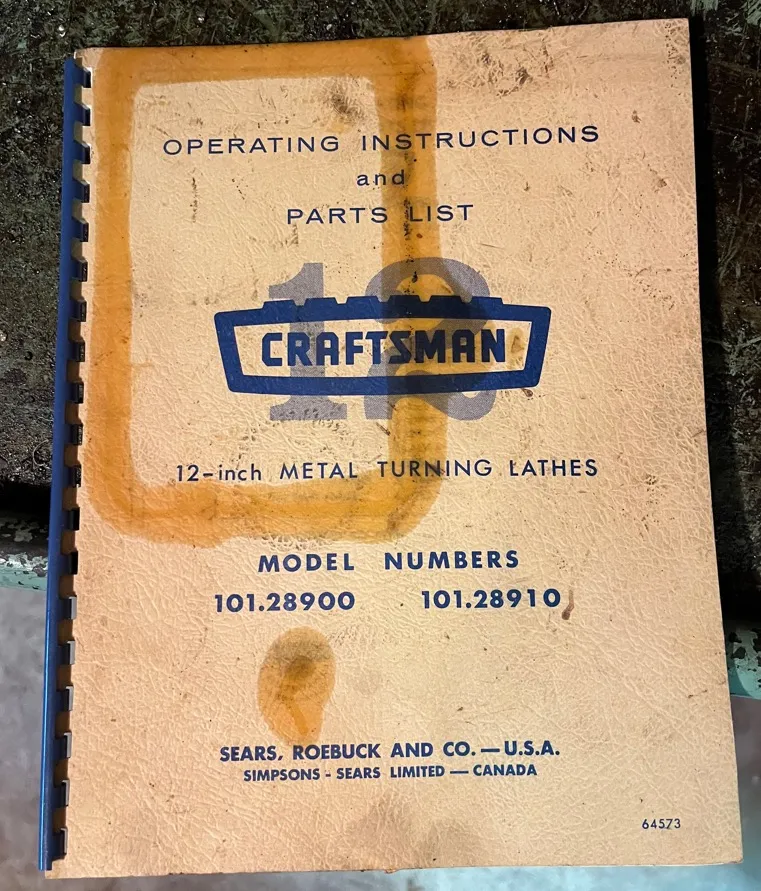 OPERATING INSTRUCTIONS
and
PARTS LIST
12
CRAFTSMAN
12-inch METAL TURNING LATHES
MODEL NUMBERS
101.28900 101.28910
SEARS, ROEBUCK AND CO. — U.S.A.
SIMPSONS - SEARS LIMITED — CANADA
64573